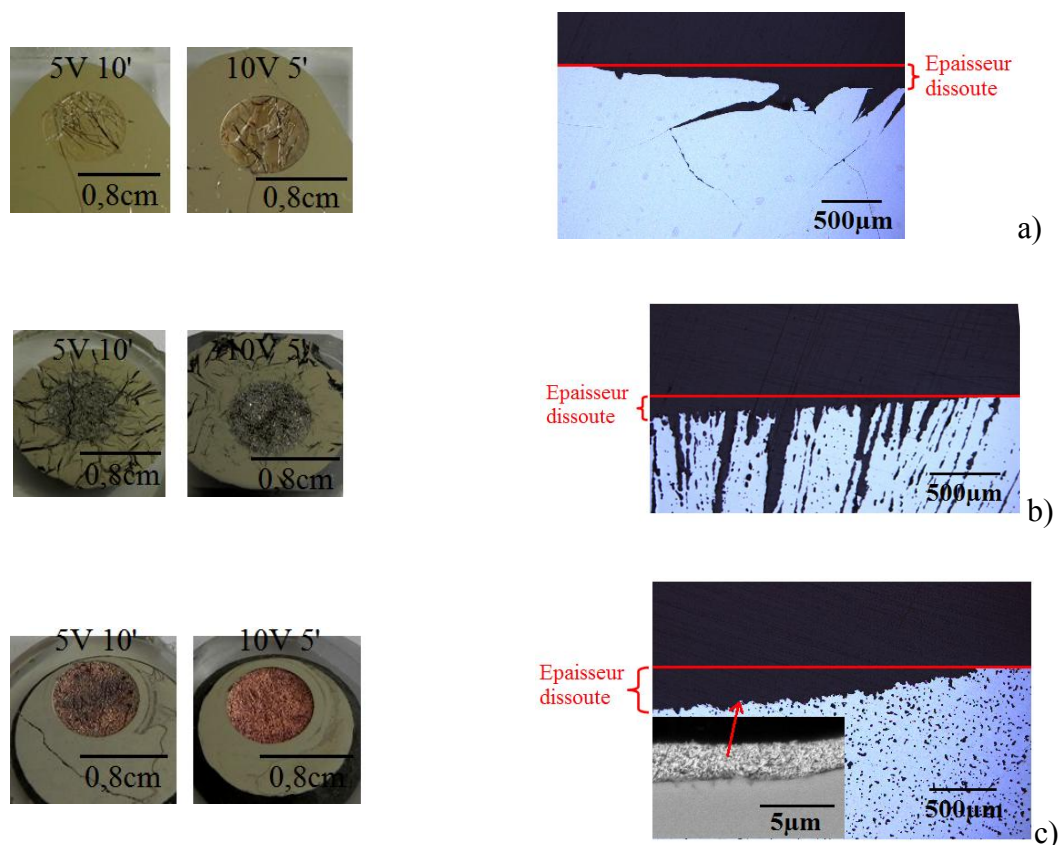 5V 10'
10V 5'
0,8cm
0,8cm
Epaisseur
dissoute
500µm
a)
5V 10'
10V 5'
0,8cm
0,8cm
Epaisseur
dissoute
500µm
b)
5V 10'
10V 5'
0,8cm
0,8cm
Epaisseur
dissoute
5µm
500µm
c)